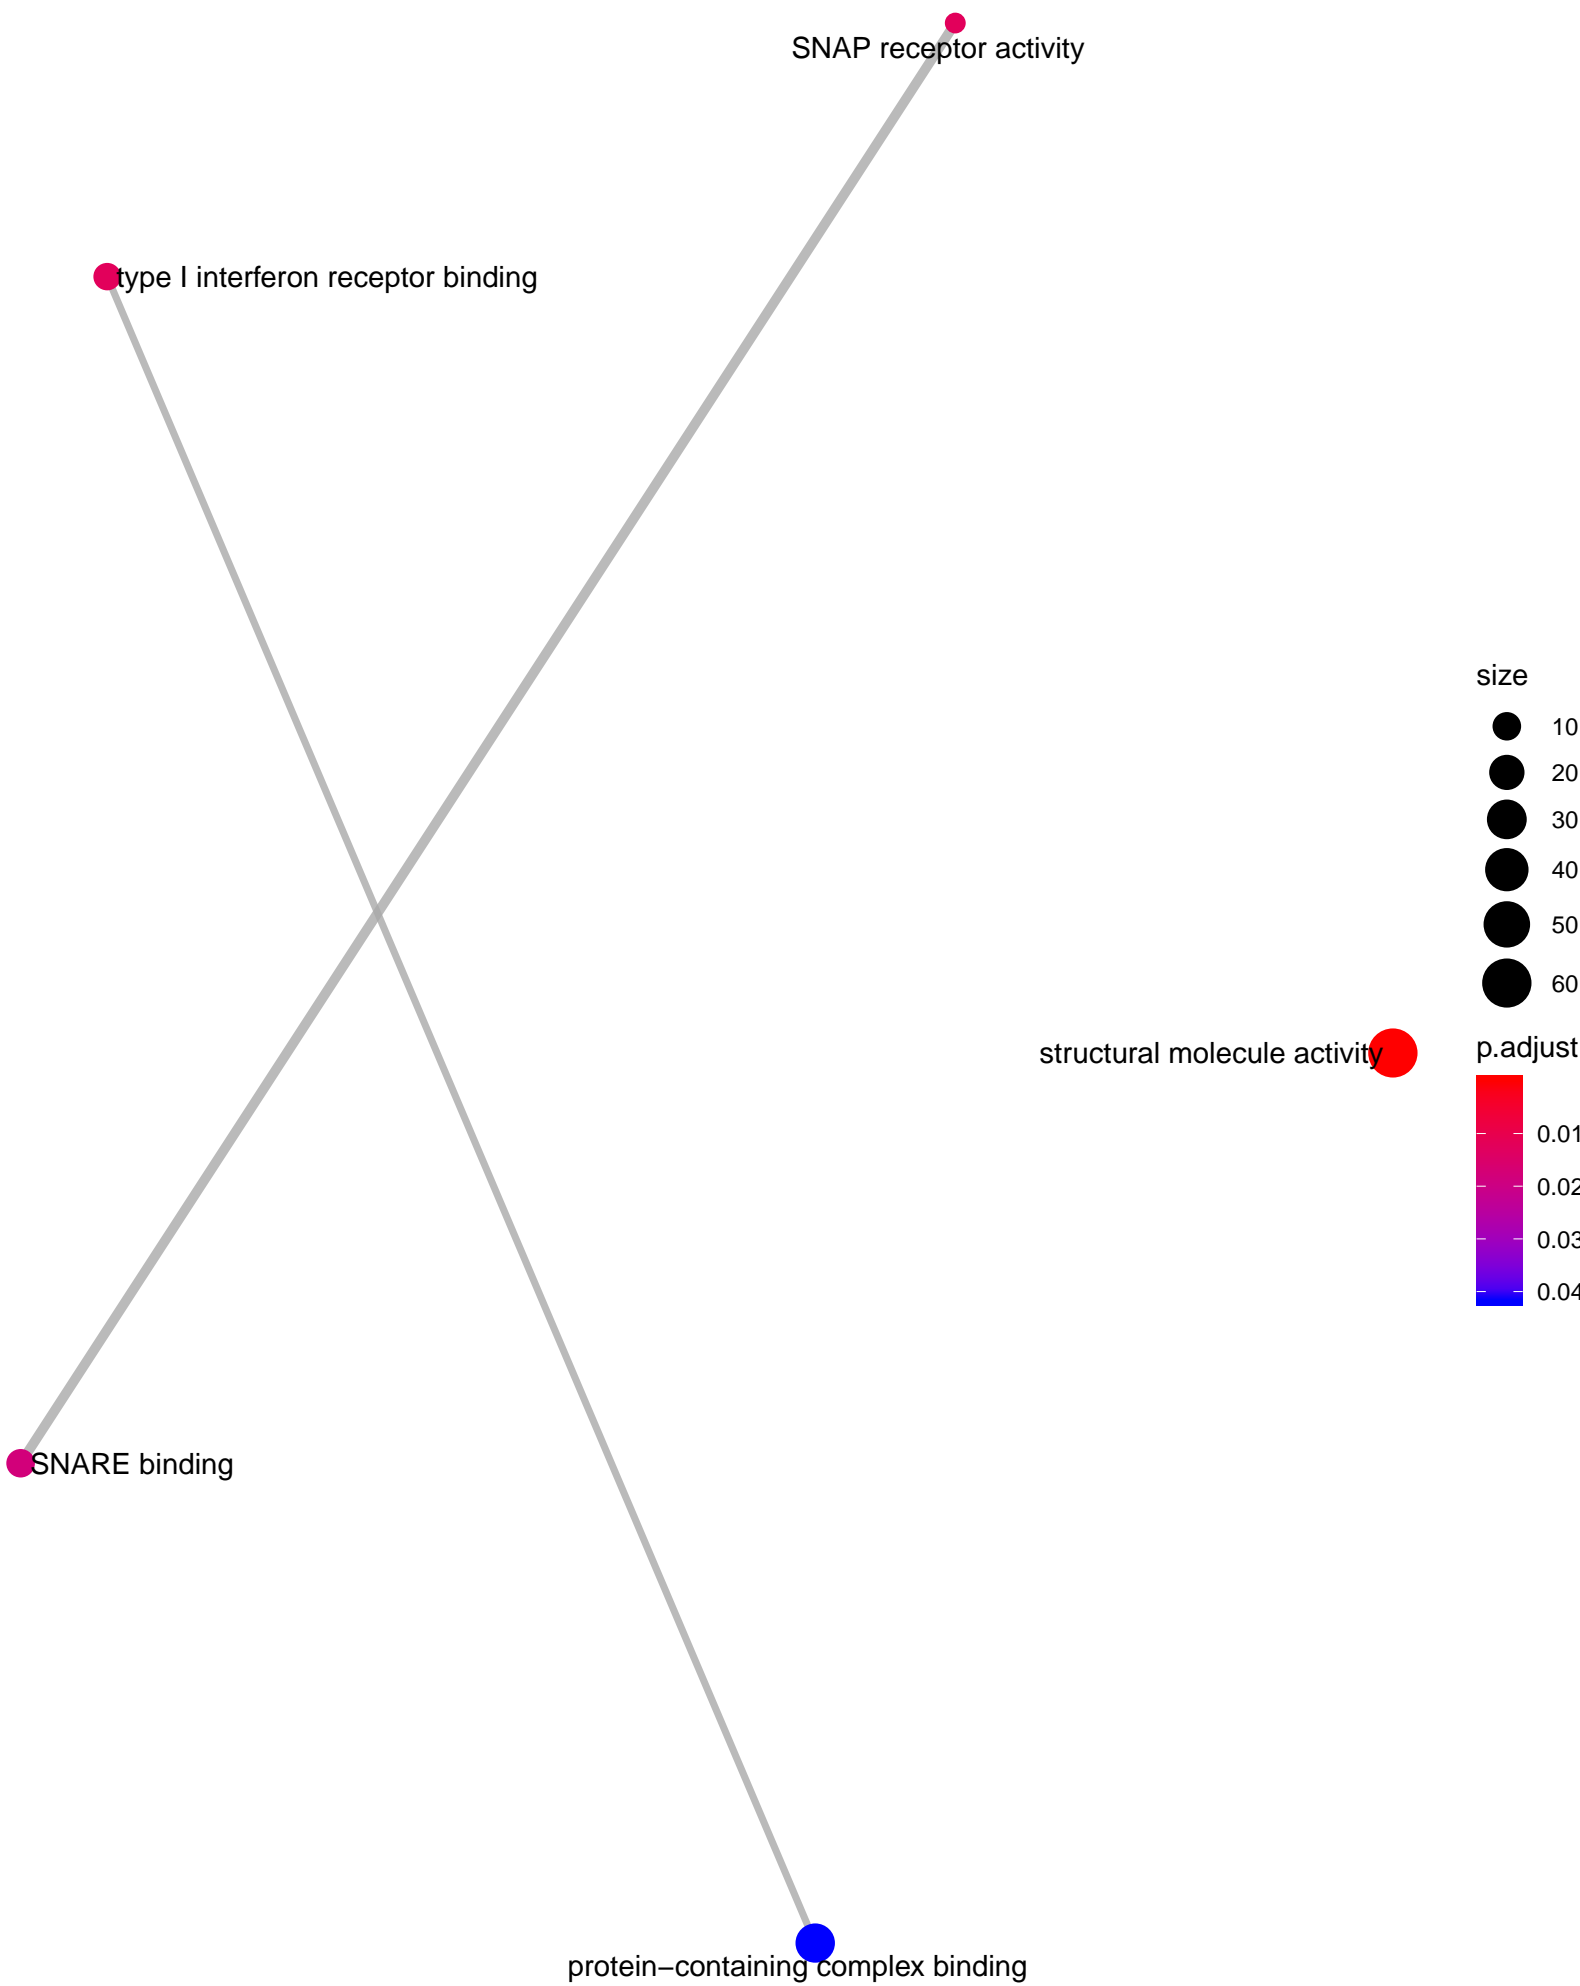 SNAP receptor activity
type I interferon receptor binding
size
10
20
30
40
50
60
structural molecule activity
p.adjust
0.01
0.02
0.03
0.04
SNARE binding
protein−containing complex binding